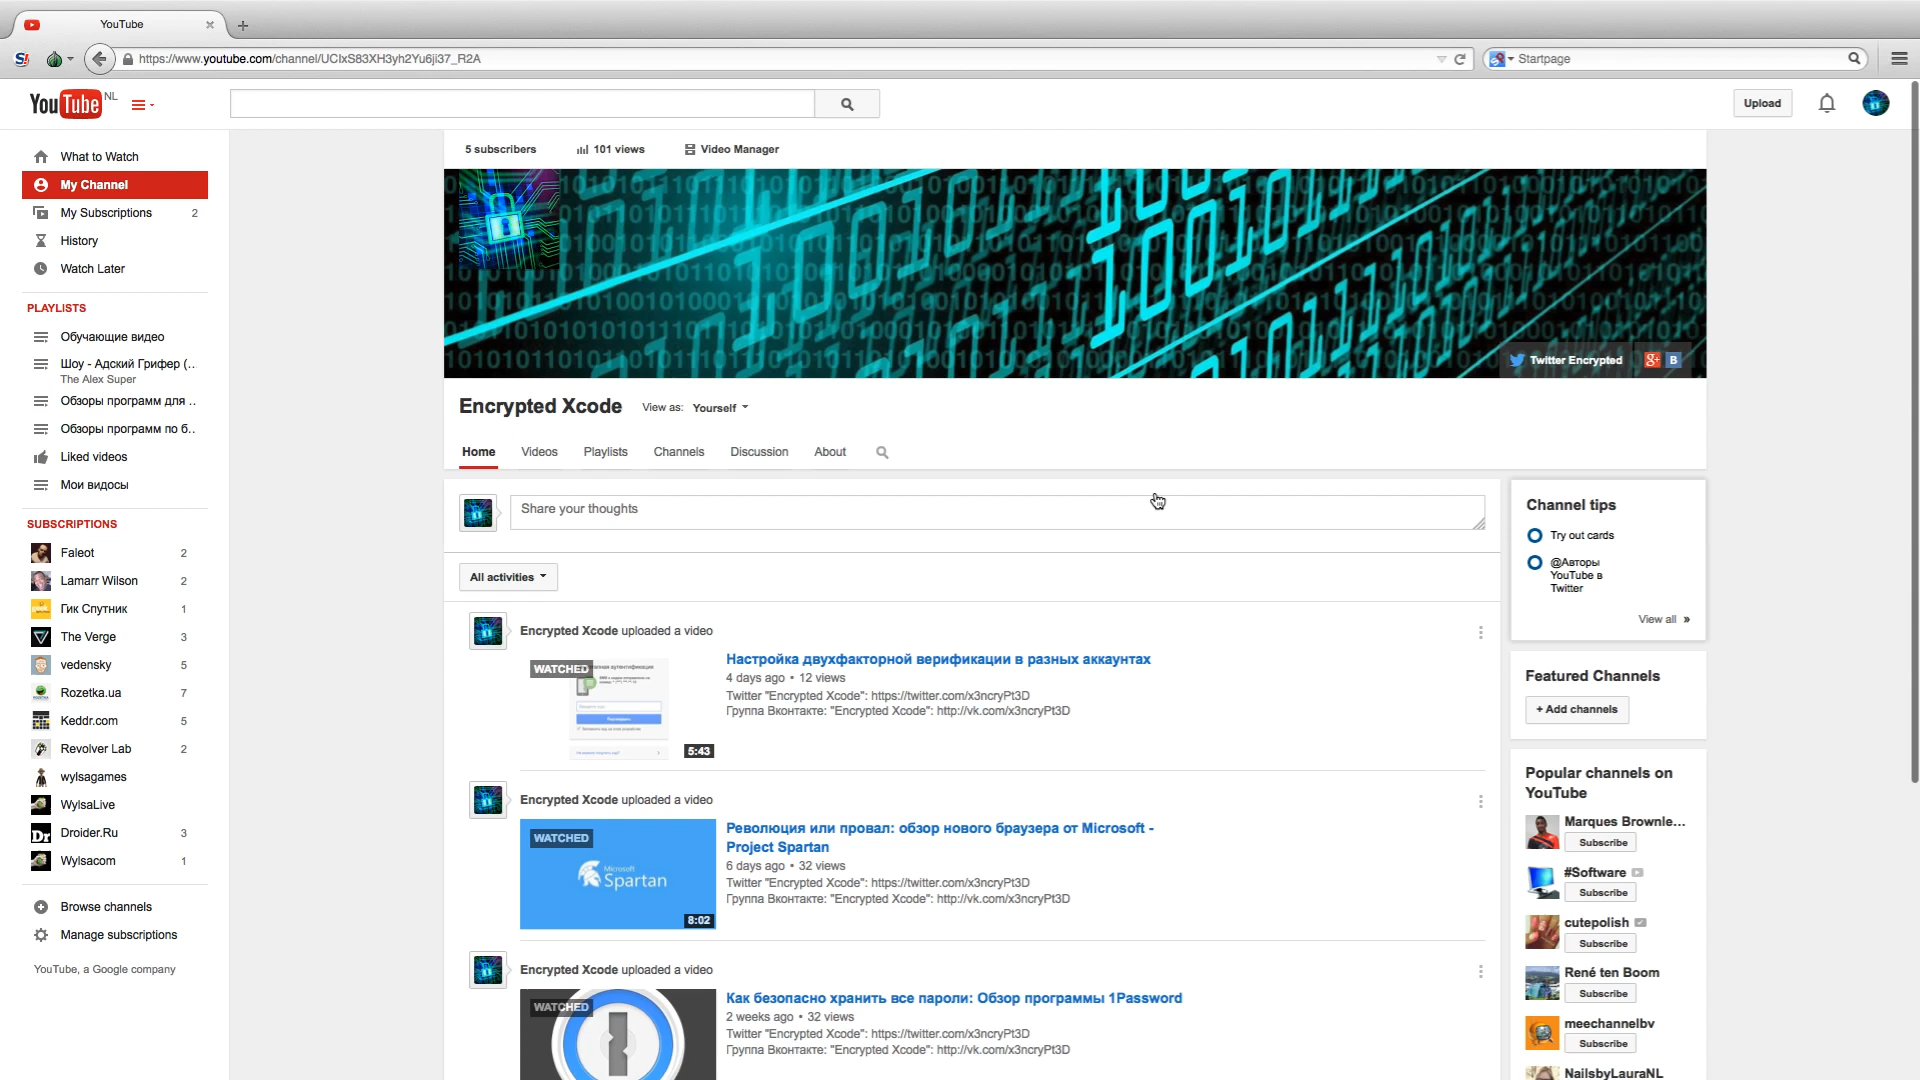 YouTube
https://www.youtube.com/channel/UCIxS83XH3yh2Yu6ji37_R2A
Startpage
YouTube NL
Upload
What to Watch
My Channel
My Subscriptions 2
History
Watch Later
PLAYLISTS
Обучающие видео
Шоу - Адский Грифер (..
The Alex Super
Обзоры программ для ..
Обзоры программ по б..
Liked videos
Мои видосы
SUBSCRIPTIONS
Faleot 2
Lamarr Wilson 2
Гик Спутник 1
The Verge 3
vedensky 5
Rozetka.ua 7
Keddr.com 5
Revolver Lab 2
wylsagames
WylsaLive
Droider.Ru 3
Wylsacom 1
Browse channels
Manage subscriptions
YouTube, a Google company
5 subscribers
101 views
Video Manager
Twitter Encrypted
Encrypted Xcode
View as: Yourself
Home Videos Playlists Channels Discussion About
Share your thoughts
All activities
Encrypted Xcode uploaded a video
WATCHED
5:43
Настройка двухфакторной верификации в разных аккаунтах
4 days ago • 12 views
Twitter "Encrypted Xcode": https://twitter.com/x3ncryPt3D
Группа Вконтакте: "Encrypted Xcode": http://vk.com/x3ncryPt3D
Encrypted Xcode uploaded a video
WATCHED
Microsoft
Spartan
8:02
Революция или провал: обзор нового браузера от Microsoft -
Project Spartan
6 days ago • 32 views
Twitter "Encrypted Xcode": https://twitter.com/x3ncryPt3D
Группа Вконтакте: "Encrypted Xcode": http://vk.com/x3ncryPt3D
Encrypted Xcode uploaded a video
WATCHED
Как безопасно хранить все пароли: Обзор программы 1Password
2 weeks ago • 32 views
Twitter "Encrypted Xcode": https://twitter.com/x3ncryPt3D
Группа Вконтакте: "Encrypted Xcode": http://vk.com/x3ncryPt3D
Channel tips
Try out cards
@Авторы
YouTube в
Twitter
View all »
Featured Channels
+ Add channels
Popular channels on
YouTube
Marques Brownle...
Subscribe
#Software
Subscribe
cutepolish
Subscribe
René ten Boom
Subscribe
meechannelbv
Subscribe
NailsbyLauraNL